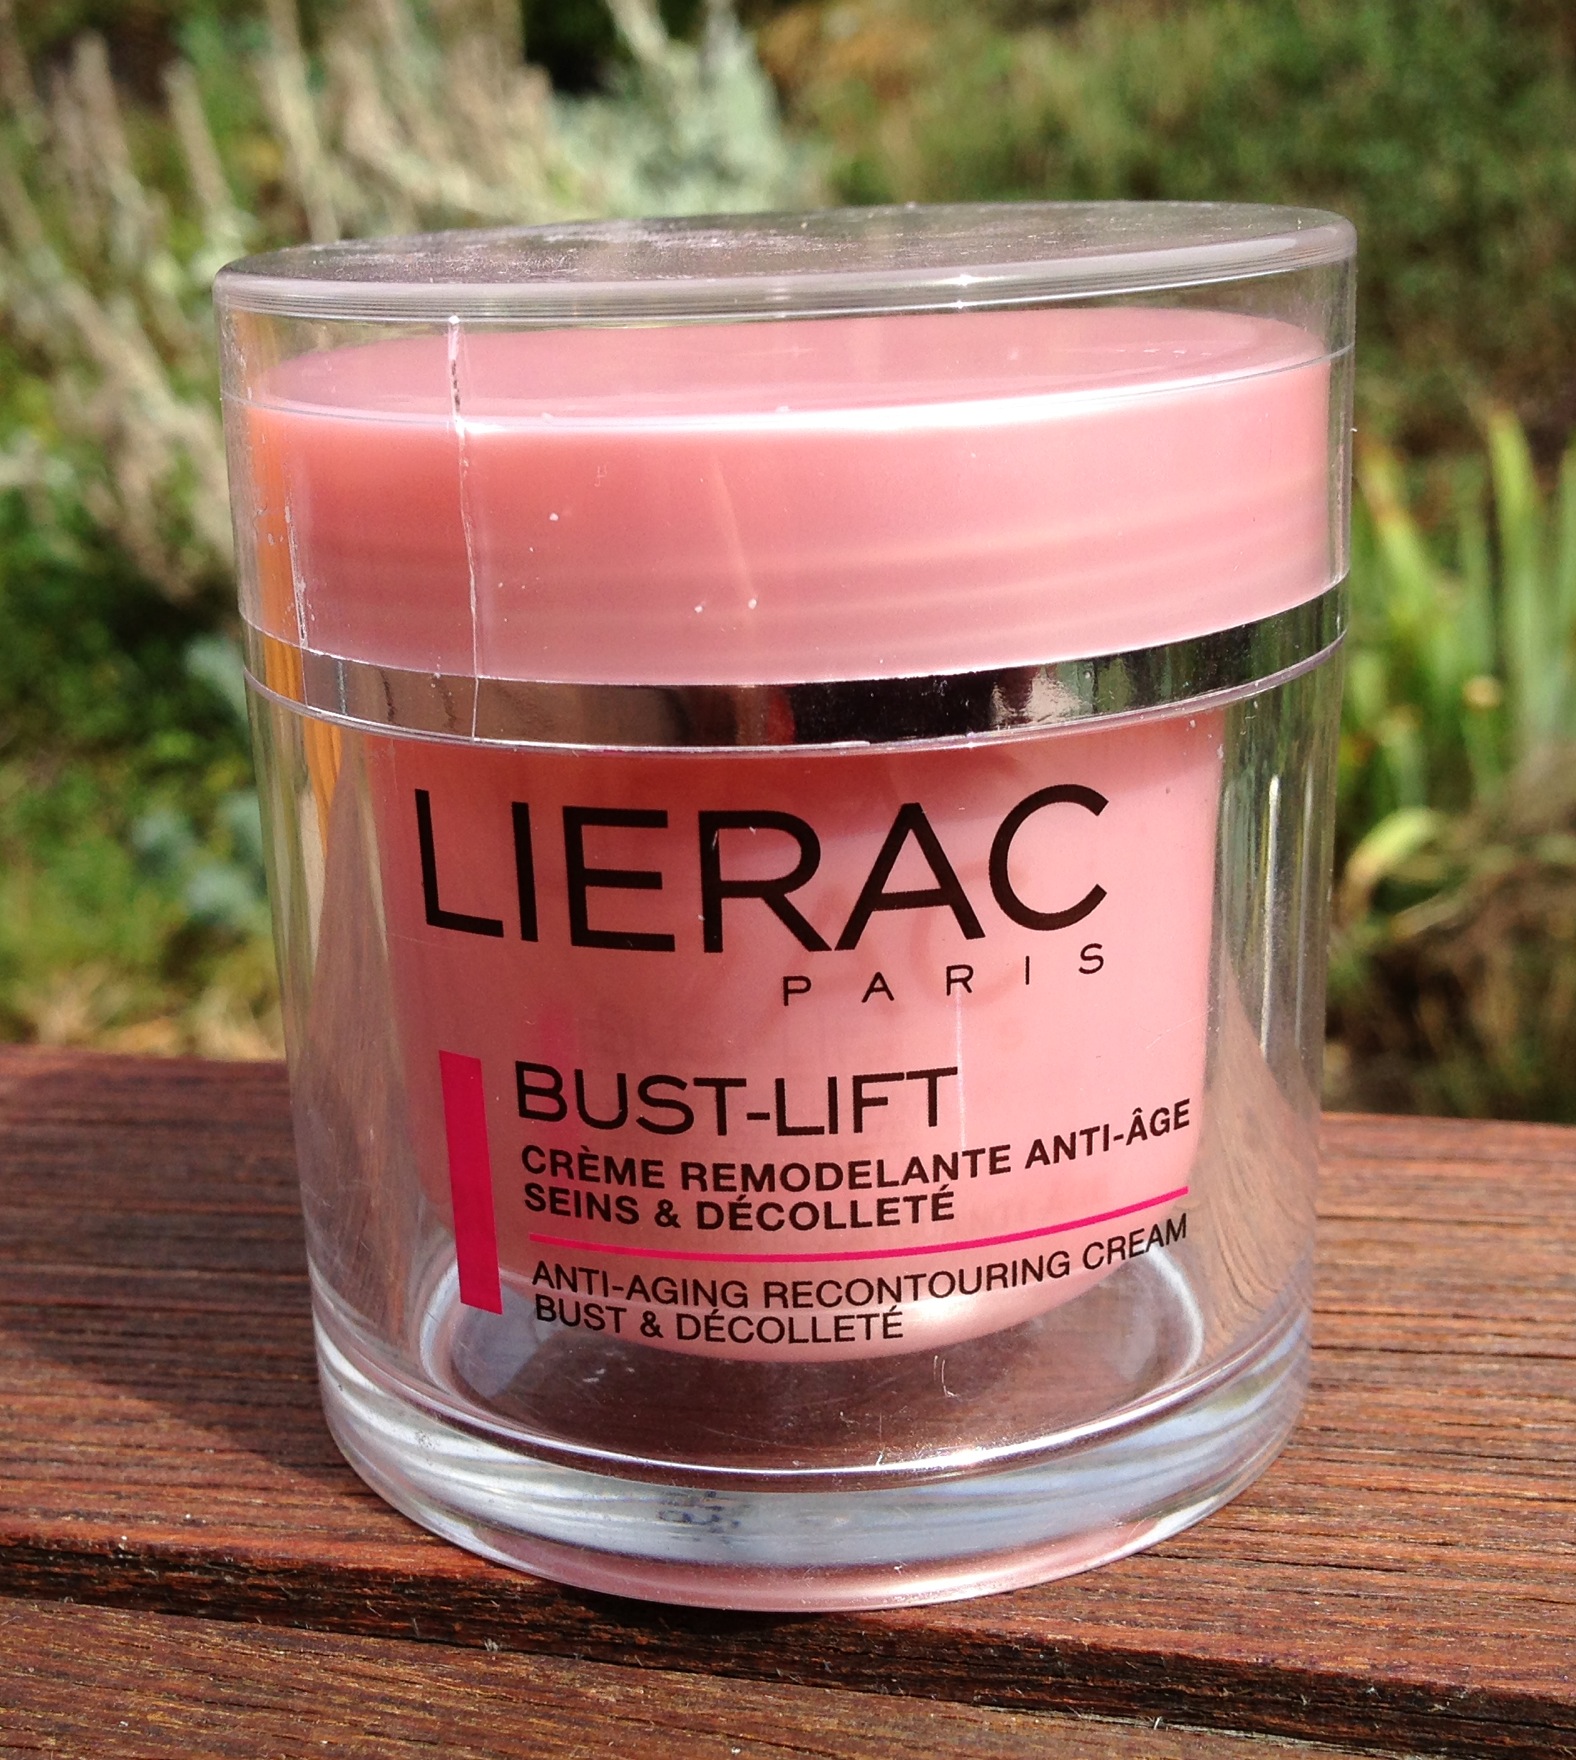 LIERAC
PARIS
BUST-LIFT
CRÈME REMODELANTE ANTI-ÂGE
SEINS & DÉCOLLETÉ
ANTI-AGING RECONTOURING CREAM
BUST & DÉCOLLETÉ